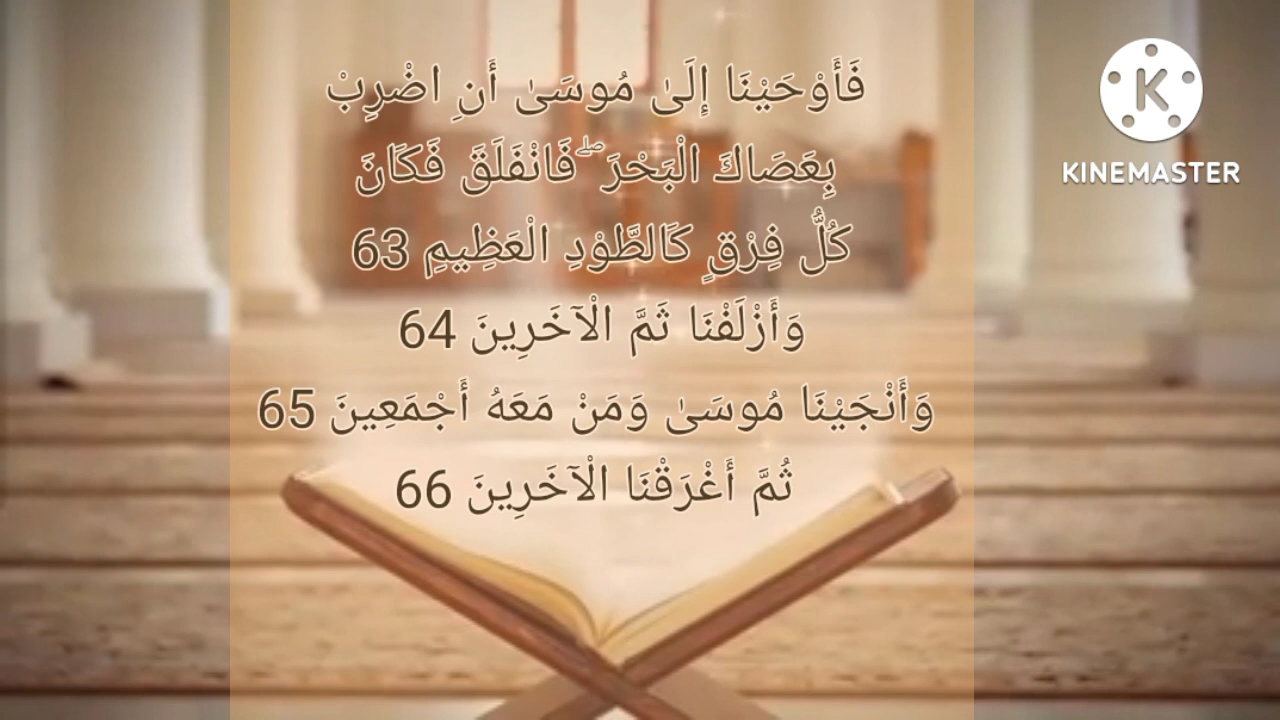 فَأَوْحَيْنَا إِلَىٰ مُوسَىٰ أَنِ اضْرِبْ
بِعَصَاكَ الْبَحْرَ ۖ فَانْفَلَقَ فَكَانَ
كُلُّ فِرْقٍ كَالطَّوْدِ الْعَظِيمِ 63
وَأَزْلَفْنَا ثَمَّ الْآخَرِينَ 64
وَأَنْجَيْنَا مُوسَىٰ وَمَنْ مَعَهُ أَجْمَعِينَ 65
ثُمَّ أَغْرَقْنَا الْآخَرِينَ 66
K
KINEMASTER